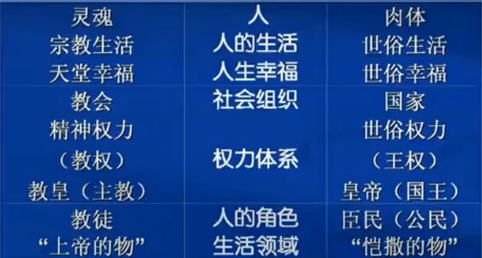 灵魂 人 肉体
宗教生活 人的生活 世俗生活
天堂幸福 人生幸福 世俗幸福
教会 社会组织 国家
精神权力 世俗权力
（教权） 权力体系 （王权）
教皇（主教） 皇帝（国王）
教徒 人的角色 臣民（公民）
“上帝的物” 生活领域 “恺撒的物”